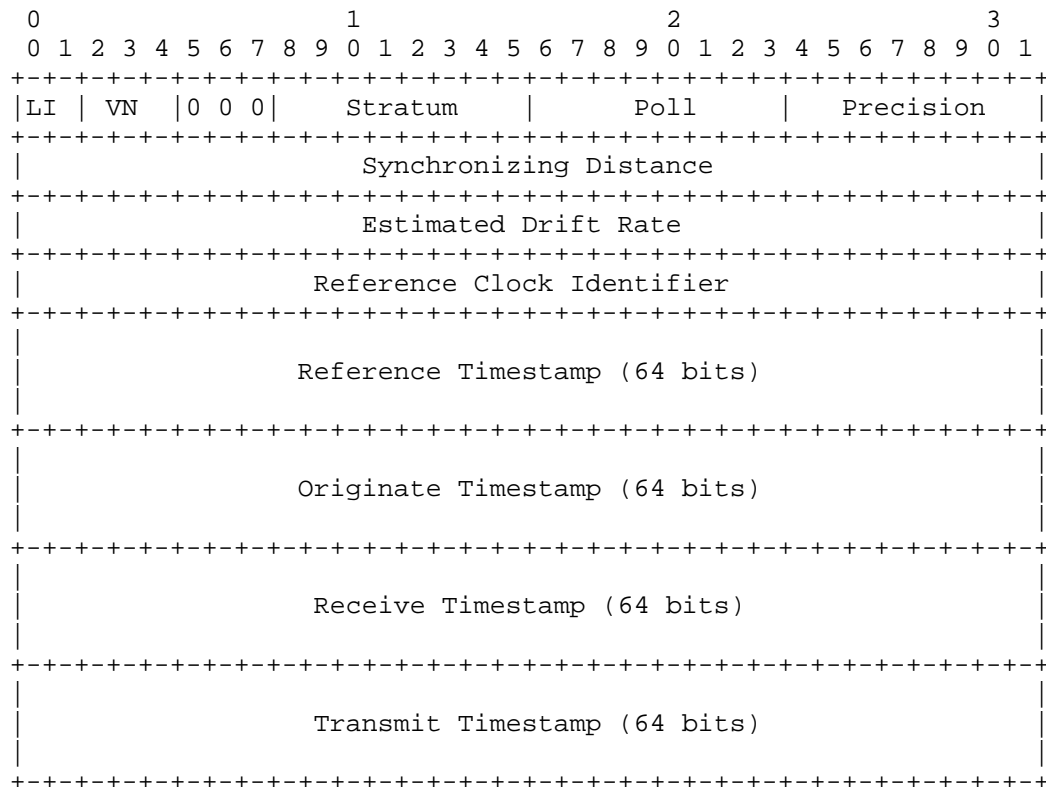 0                   1                   2                   3
 0 1 2 3 4 5 6 7 8 9 0 1 2 3 4 5 6 7 8 9 0 1 2 3 4 5 6 7 8 9 0 1
+-+-+-+-+-+-+-+-+-+-+-+-+-+-+-+-+-+-+-+-+-+-+-+-+-+-+-+-+-+-+-+-+
|LI | VN  |0 0 0|    Stratum    |      Poll     |   Precision   |
+-+-+-+-+-+-+-+-+-+-+-+-+-+-+-+-+-+-+-+-+-+-+-+-+-+-+-+-+-+-+-+-+
|                     Synchronizing Distance                    |
+-+-+-+-+-+-+-+-+-+-+-+-+-+-+-+-+-+-+-+-+-+-+-+-+-+-+-+-+-+-+-+-+
|                     Estimated Drift Rate                      |
+-+-+-+-+-+-+-+-+-+-+-+-+-+-+-+-+-+-+-+-+-+-+-+-+-+-+-+-+-+-+-+-+
|                  Reference Clock Identifier                   |
+-+-+-+-+-+-+-+-+-+-+-+-+-+-+-+-+-+-+-+-+-+-+-+-+-+-+-+-+-+-+-+-+
|                                                               |
|                 Reference Timestamp (64 bits)                 |
|                                                               |
+-+-+-+-+-+-+-+-+-+-+-+-+-+-+-+-+-+-+-+-+-+-+-+-+-+-+-+-+-+-+-+-+
|                                                               |
|                 Originate Timestamp (64 bits)                 |
|                                                               |
+-+-+-+-+-+-+-+-+-+-+-+-+-+-+-+-+-+-+-+-+-+-+-+-+-+-+-+-+-+-+-+-+
|                                                               |
|                  Receive Timestamp (64 bits)                  |
|                                                               |
+-+-+-+-+-+-+-+-+-+-+-+-+-+-+-+-+-+-+-+-+-+-+-+-+-+-+-+-+-+-+-+-+
|                                                               |
|                  Transmit Timestamp (64 bits)                 |
|                                                               |
+-+-+-+-+-+-+-+-+-+-+-+-+-+-+-+-+-+-+-+-+-+-+-+-+-+-+-+-+-+-+-+-+